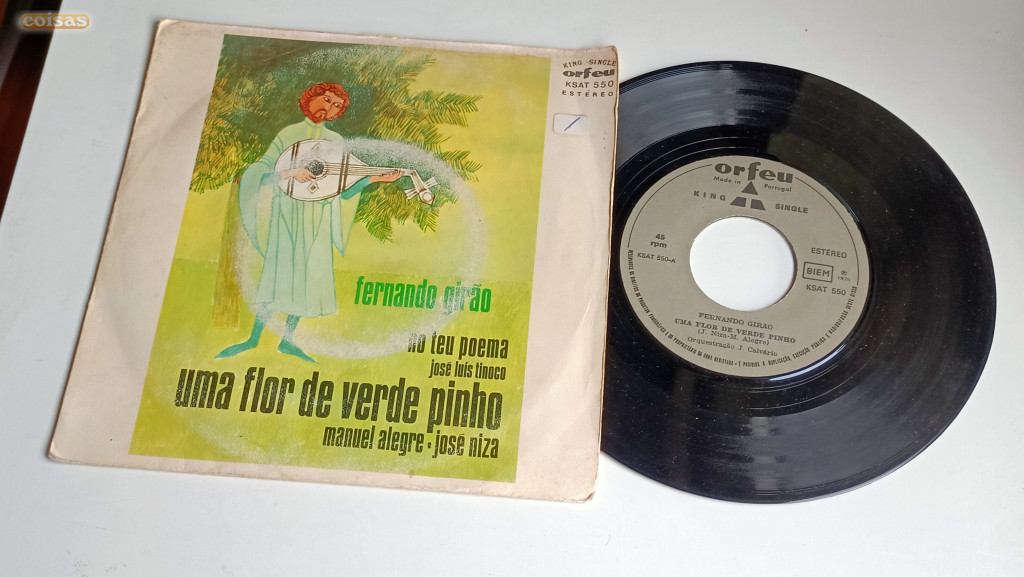 coisas
KING SINGLE
orfeu
KSAT 550
ESTÉREO
fernando girão
no teu poema
josé luís tinoco
uma flor de verde pinho
manuel alegre • josé niza
orfeu
Made in Portugal
KING SINGLE
45
rpm
ESTÉREO
KSAT 550-A
BIEM
KSAT 550
FERNANDO GIRÃO
UMA FLOR DE VERDE PINHO
(J. Niza-M. Alegre)
Orquestração J. Calvário